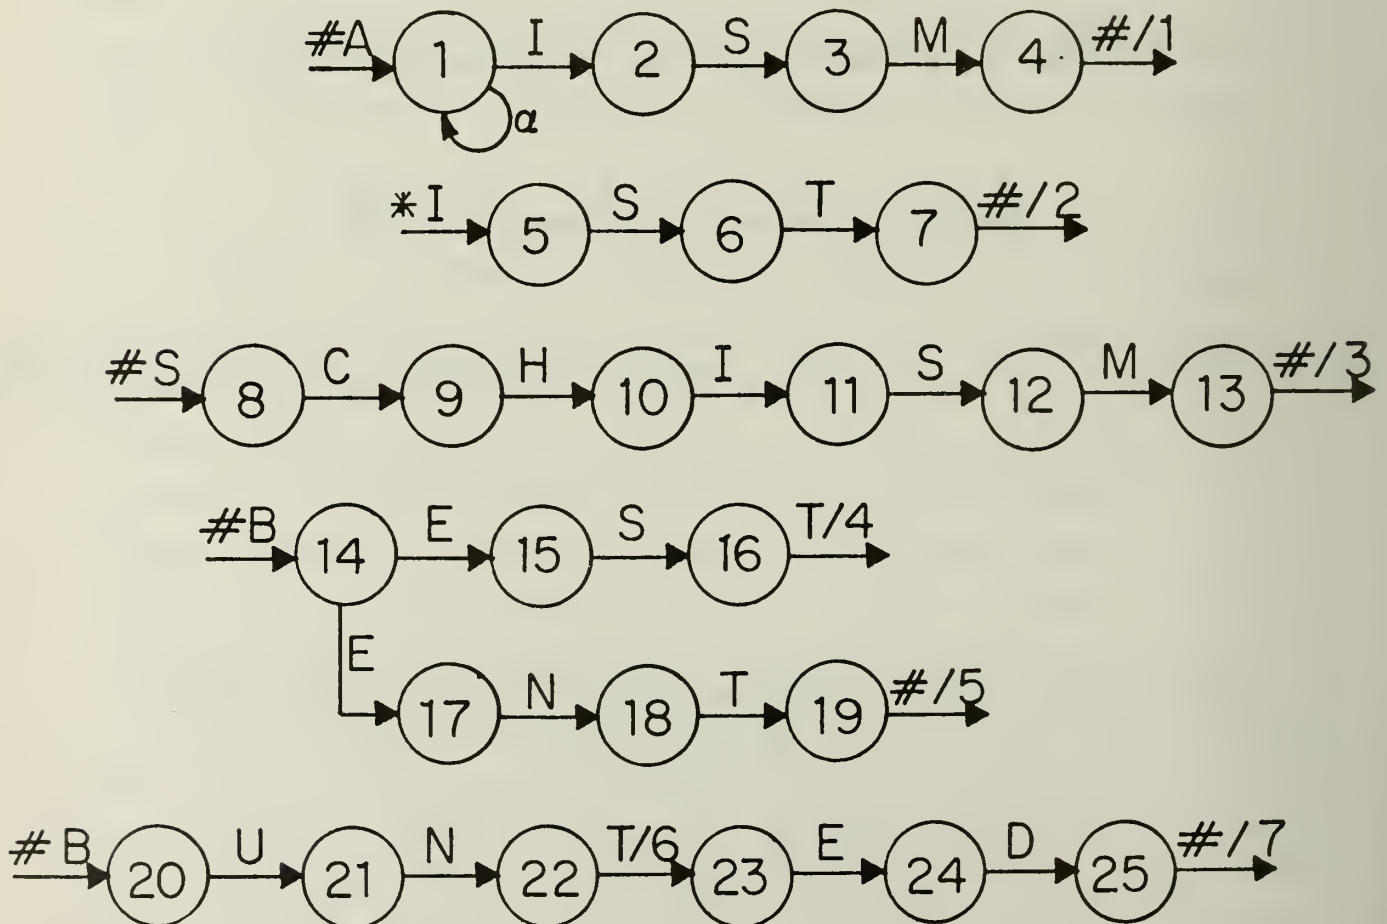 #A 1 I 2 S 3 M 4 #/1
α
*I 5 S 6 T 7 #/2
#S 8 C 9 H 10 I 11 S 12 M 13 #/3
#B 14 E 15 S 16 T/4
E 17 N 18 T 19 #/5
#B 20 U 21 N 22 T/6 23 E 24 D 25 #/7